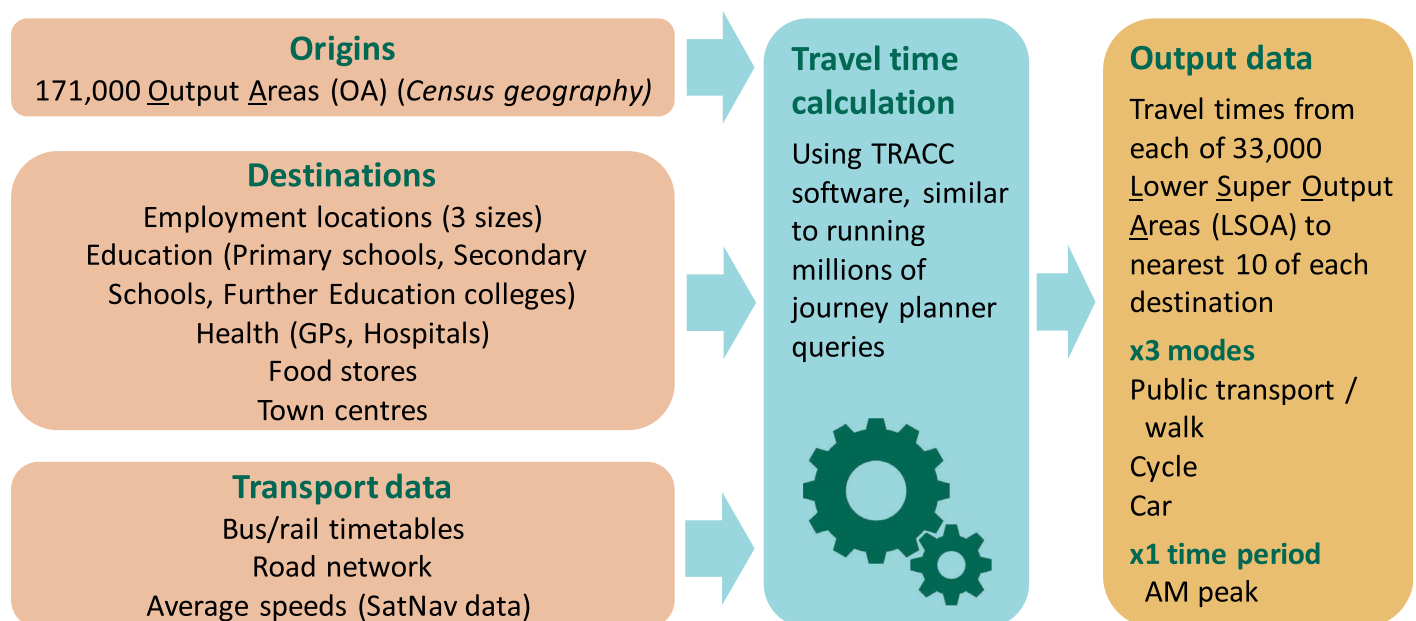 Origins
171,000 Output Areas (OA) (Census geography)
Destinations
Employment locations (3 sizes)
Education (Primary schools, Secondary
Schools, Further Education colleges)
Health (GPs, Hospitals)
Food stores
Town centres
Transport data
Bus/rail timetables
Road network
Average speeds (SatNav data)
Travel time
calculation
Using TRACC
software, similar
to running
millions of
journey planner
queries
Output data
Travel times from
each of 33,000
Lower Super Output
Areas (LSOA) to
nearest 10 of each
destination
x3 modes
Public transport /
walk
Cycle
Car
x1 time period
AM peak